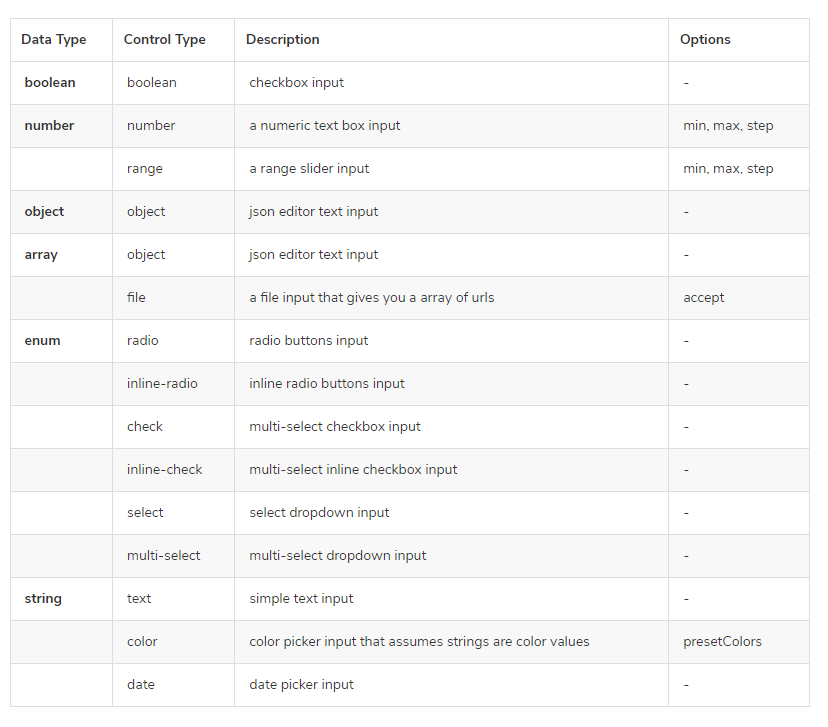 Data Type Control Type Description Options
boolean boolean checkbox input -
number number a numeric text box input min, max, step
range a range slider input min, max, step
object object json editor text input -
array object json editor text input -
file a file input that gives you a array of urls accept
enum radio radio buttons input -
inline-radio inline radio buttons input -
check multi-select checkbox input -
inline-check multi-select inline checkbox input -
select select dropdown input -
multi-select multi-select dropdown input -
string text simple text input -
color color picker input that assumes strings are color values presetColors
date date picker input -